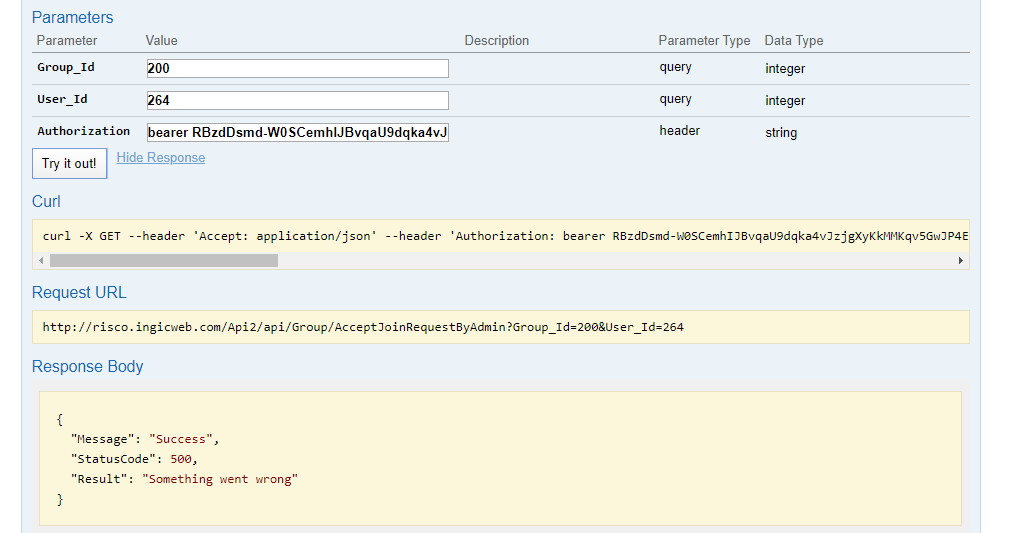 Parameters
Parameter Value Description Parameter Type Data Type
Group_Id 200 query integer
User_Id 264 query integer
Authorization bearer RBzdDsmd-W0SCemhIJBvqaU9dqka4vJ header string
Try it out! Hide Response
Curl
curl -X GET --header 'Accept: application/json' --header 'Authorization: bearer RBzdDsmd-W0SCemhIJBvqaU9dqka4vJzjgXyKkMMKqv5GwJP4E
Request URL
http://risco.ingicweb.com/Api2/api/Group/AcceptJoinRequestByAdmin?Group_Id=200&User_Id=264
Response Body
{
"Message": "Success",
"StatusCode": 500,
"Result": "Something went wrong"
}